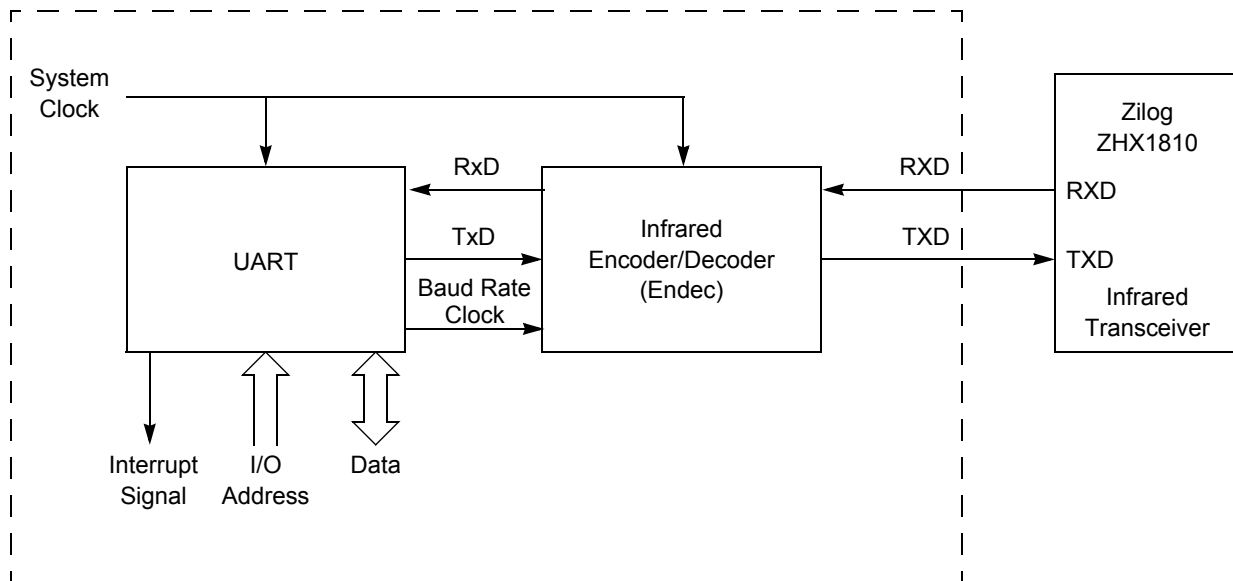 System
Clock
Zilog
ZHX1810
RxD
RXD
RXD
UART
TxD
Infrared
Encoder/Decoder
(Endec)
TXD
TXD
Baud Rate
Clock
Infrared
Transceiver
Interrupt
Signal
I/O
Address
Data